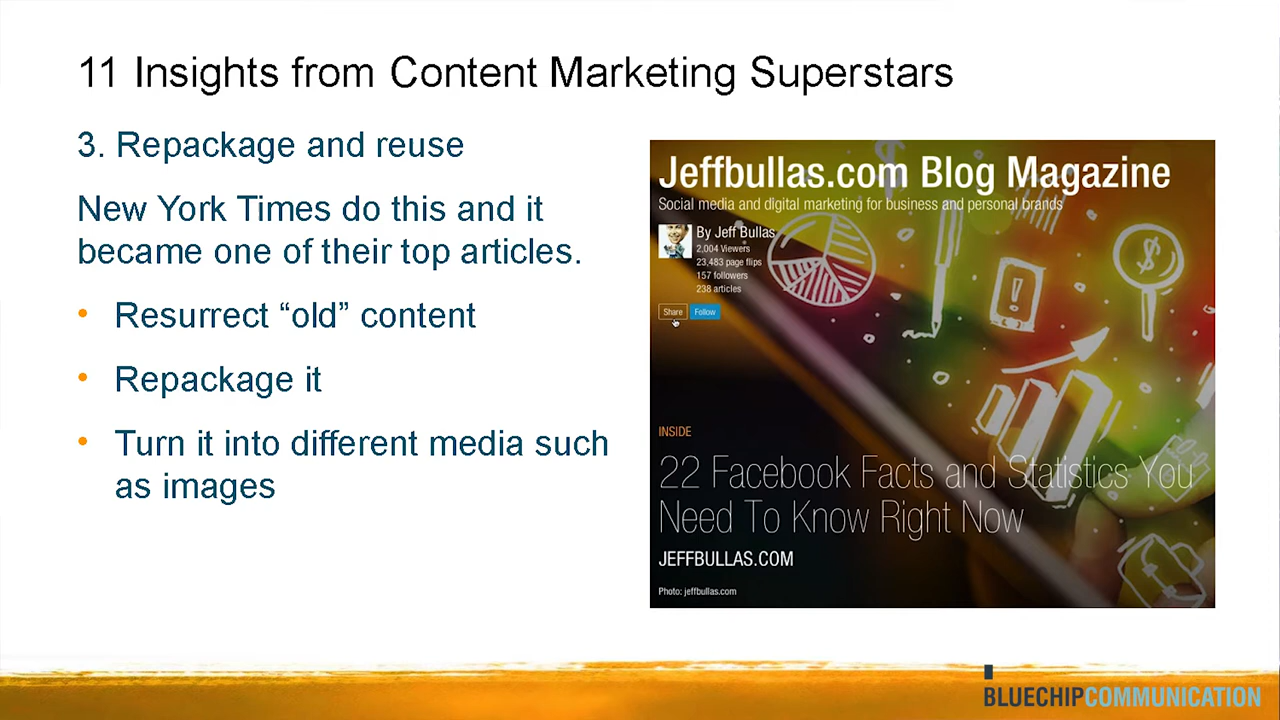 11 Insights from Content Marketing Superstars
3. Repackage and reuse
New York Times do this and it
became one of their top articles.
• Resurrect “old” content
• Repackage it
• Turn it into different media such
as images
Jeffbullas.com Blog Magazine
Social media and digital marketing for business and personal brands
By Jeff Bullas
2,004 Viewers
23,483 page flips
157 followers
238 articles
Share Follow
INSIDE
22 Facebook Facts and Statistics You
Need To Know Right Now
JEFFBULLAS.COM
Photo: jeffbullas.com
BLUECHIPCOMMUNICATION